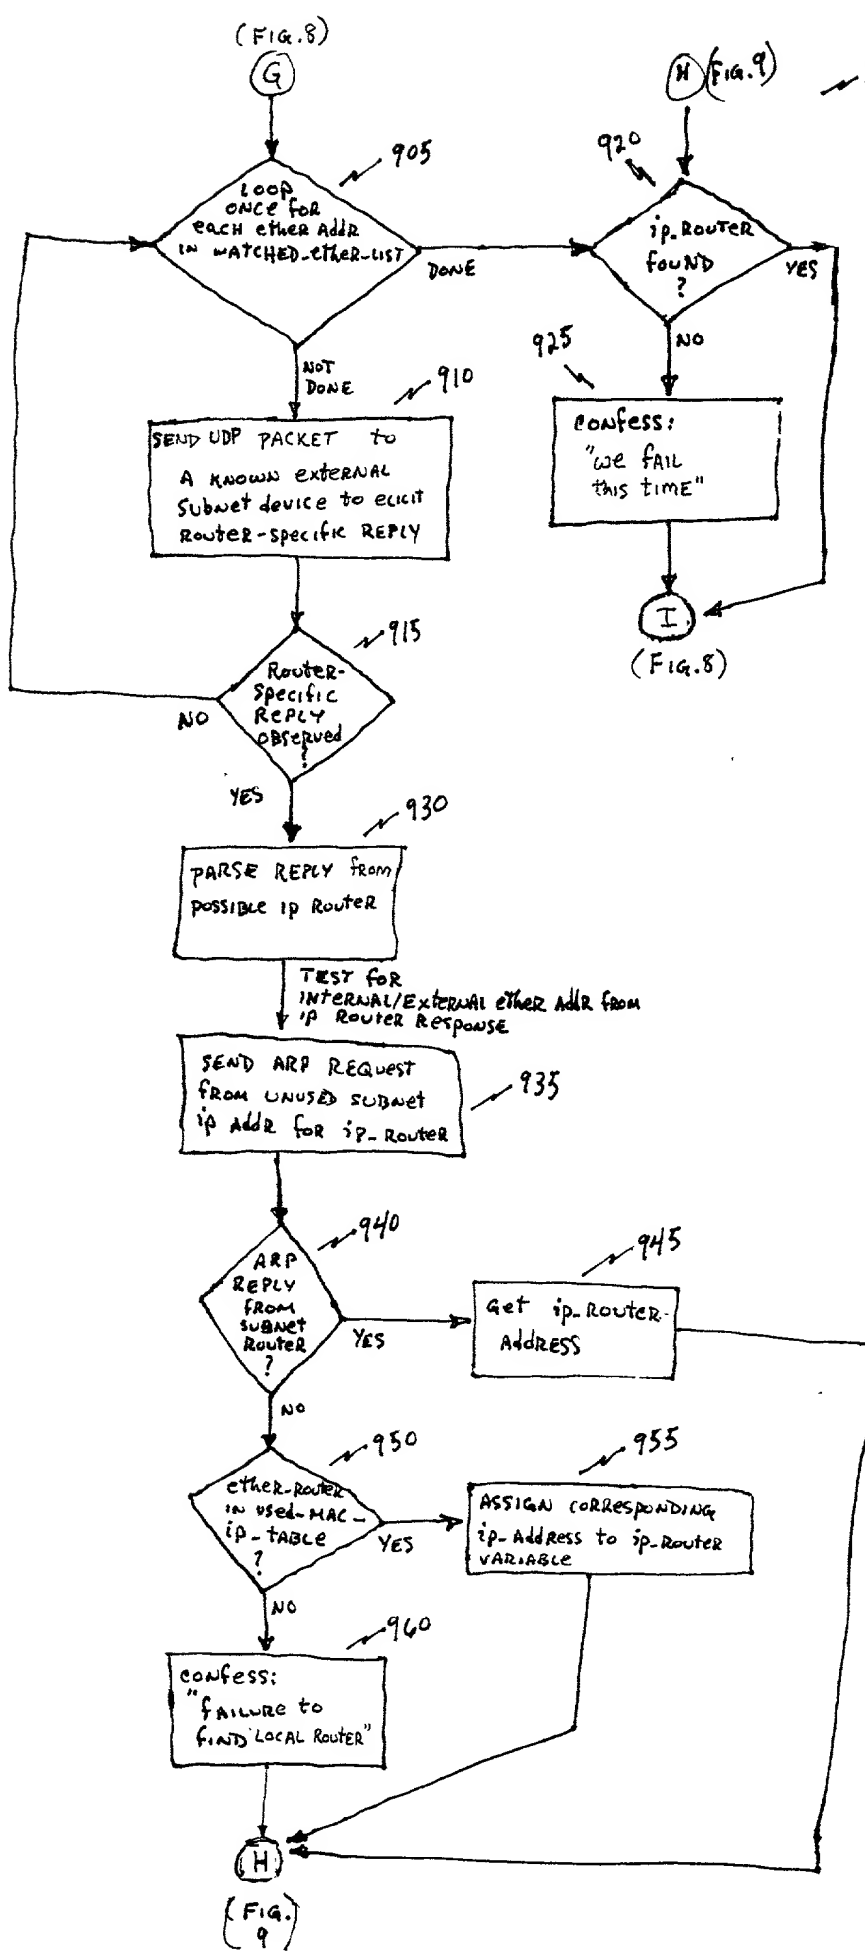 (FIG.8)
G
905
LOOP
ONCE FOR
EACH ETHER ADDR
IN WATCHED_ETHER_LIST
DONE
NOT
DONE
H (FIG. 9)
920
ip_ROUTER
FOUND
?
YES
NO
925
CONFESS:
"WE FAIL
THIS TIME"
I
(FIG.8)
910
SEND UDP PACKET to
A KNOWN EXTERNAL
SUBNET DEVICE to ELICIT
ROUTER-SPECIFIC REPLY
915
ROUTER-
SPECIFIC
REPLY
OBSERVED
?
NO
YES
930
PARSE REPLY from
POSSIBLE IP ROUTER
TEST FOR
INTERNAL/EXTERNAL ETHER ADDR FROM
IP ROUTER RESPONSE
935
SEND ARP REQUEST
FROM UNUSED SUBNET
ip ADDR FOR ip_ROUTER
940
ARP
REPLY
FROM
SUBNET
ROUTER
?
YES
NO
945
GET ip_ROUTER-
ADDRESS
950
ETHER-ROUTER
IN USED-MAC-
ip_TABLE
?
YES
NO
955
ASSIGN CORRESPONDING
ip_ADDRESS to ip_ROUTER
VARIABLE
960
CONFESS:
"FAILURE to
FIND LOCAL ROUTER"
H
(FIG.
9)